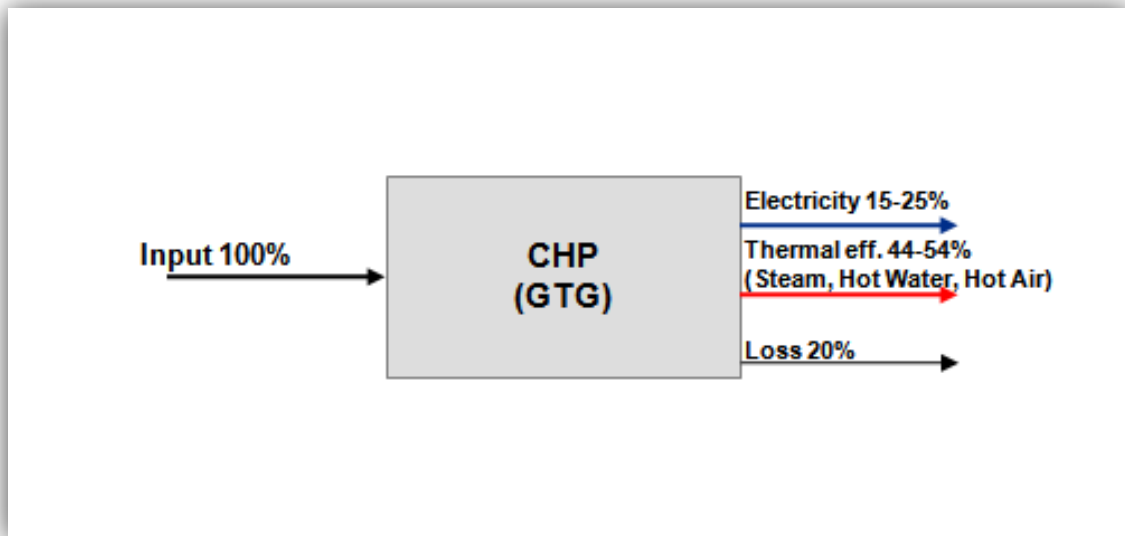 Input 100%
CHP
(GTG)
Electricity 15-25%
Thermal eff. 44-54%
(Steam, Hot Water, Hot Air)
Loss 20%